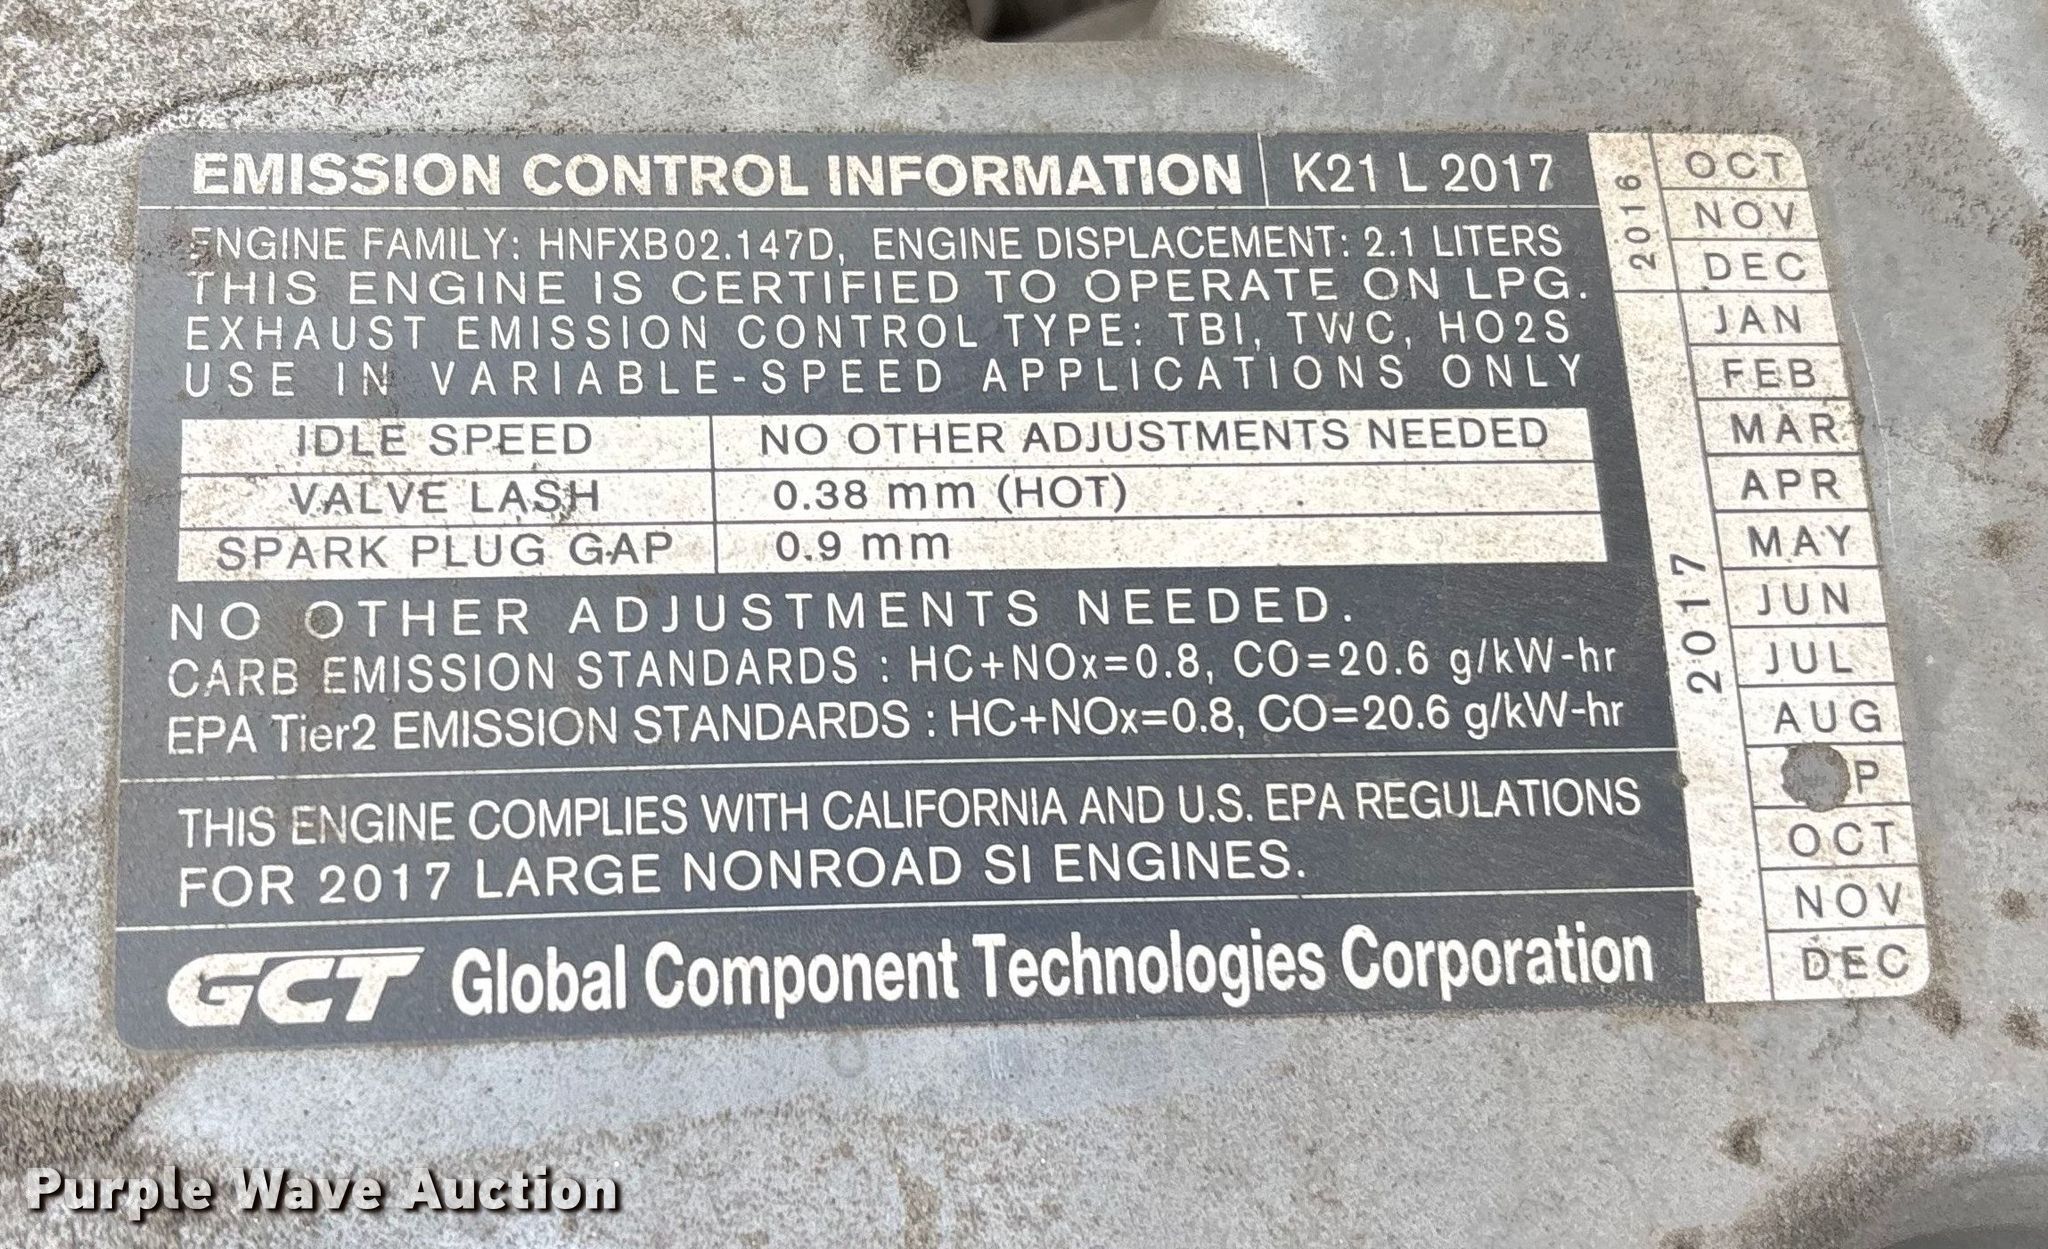 EMISSION CONTROL INFORMATION K21 L 2017
ENGINE FAMILY: HNFXB02.147D, ENGINE DISPLACEMENT: 2.1 LITERS
THIS ENGINE IS CERTIFIED TO OPERATE ON LPG.
EXHAUST EMISSION CONTROL TYPE: TBI, TWC, HO2S
USE IN VARIABLE-SPEED APPLICATIONS ONLY
IDLE SPEED NO OTHER ADJUSTMENTS NEEDED
VALVE LASH 0.38 mm (HOT)
SPARK PLUG GAP 0.9 mm
NO OTHER ADJUSTMENTS NEEDED.
CARB EMISSION STANDARDS : HC+NOx=0.8, CO=20.6 g/kW-hr
EPA Tier2 EMISSION STANDARDS : HC+NOx=0.8, CO=20.6 g/kW-hr
THIS ENGINE COMPLIES WITH CALIFORNIA AND U.S. EPA REGULATIONS
FOR 2017 LARGE NONROAD SI ENGINES.
GCT Global Component Technologies Corporation
2016
OCT
NOV
DEC
2017
JAN
FEB
MAR
APR
MAY
JUN
JUL
AUG
P
OCT
NOV
DEC
Purple Wave Auction